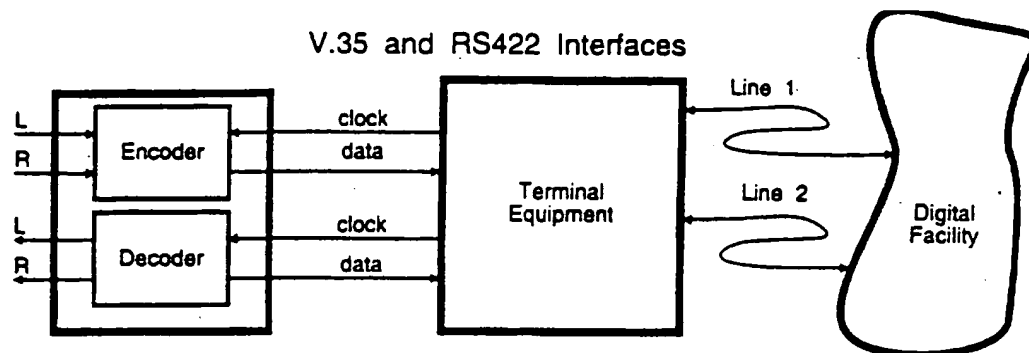 V.35 and RS422 Interfaces
L
R
Encoder
clock
data
L
R
Decoder
clock
data
Terminal
Equipment
Line 1
Line 2
Digital
Facility